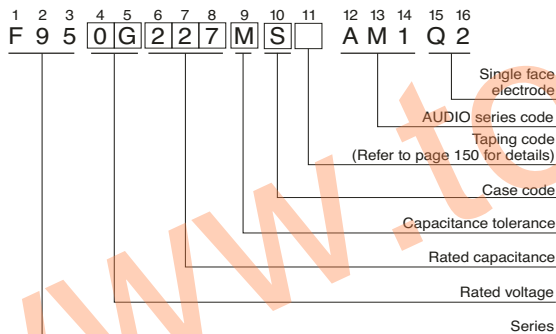 1 2 3 4 5 6 7 8 9 10 11 12 13 14 15 16
F 9 5 0 G 2 2 7 M S A M 1 Q 2
Single face
electrode
AUDIO series code
Taping code
(Refer to page 150 for details)
Case code
Capacitance tolerance
Rated capacitance
Rated voltage
Series
www.to